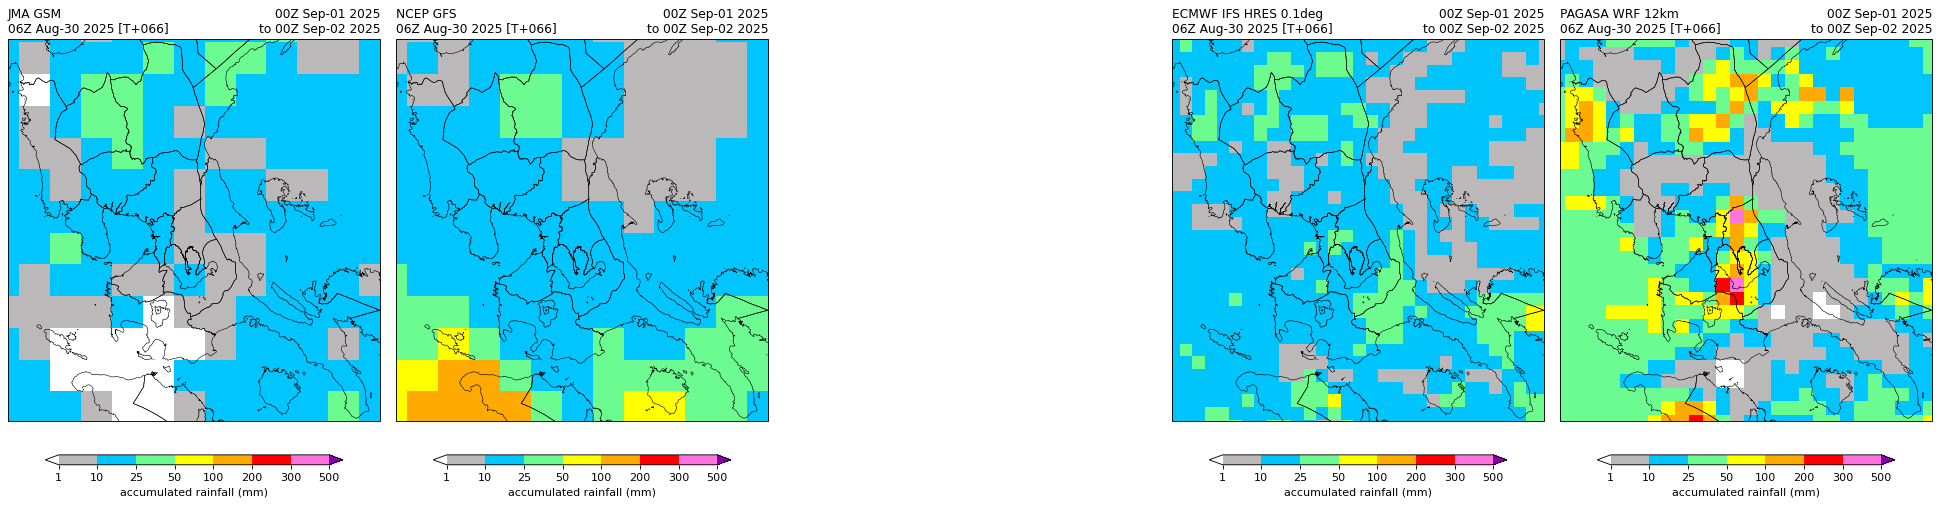 JMA GSM 00Z Sep-01 2025
06Z Aug-30 2025 [T+066] to 00Z Sep-02 2025
1 10 25 50 100 200 300 500
accumulated rainfall (mm)
NCEP GFS 00Z Sep-01 2025
06Z Aug-30 2025 [T+066] to 00Z Sep-02 2025
1 10 25 50 100 200 300 500
accumulated rainfall (mm)
ECMWF IFS HRES 0.1deg 00Z Sep-01 2025
06Z Aug-30 2025 [T+066] to 00Z Sep-02 2025
1 10 25 50 100 200 300 500
accumulated rainfall (mm)
PAGASA WRF 12km 00Z Sep-01 2025
06Z Aug-30 2025 [T+066] to 00Z Sep-02 2025
1 10 25 50 100 200 300 500
accumulated rainfall (mm)